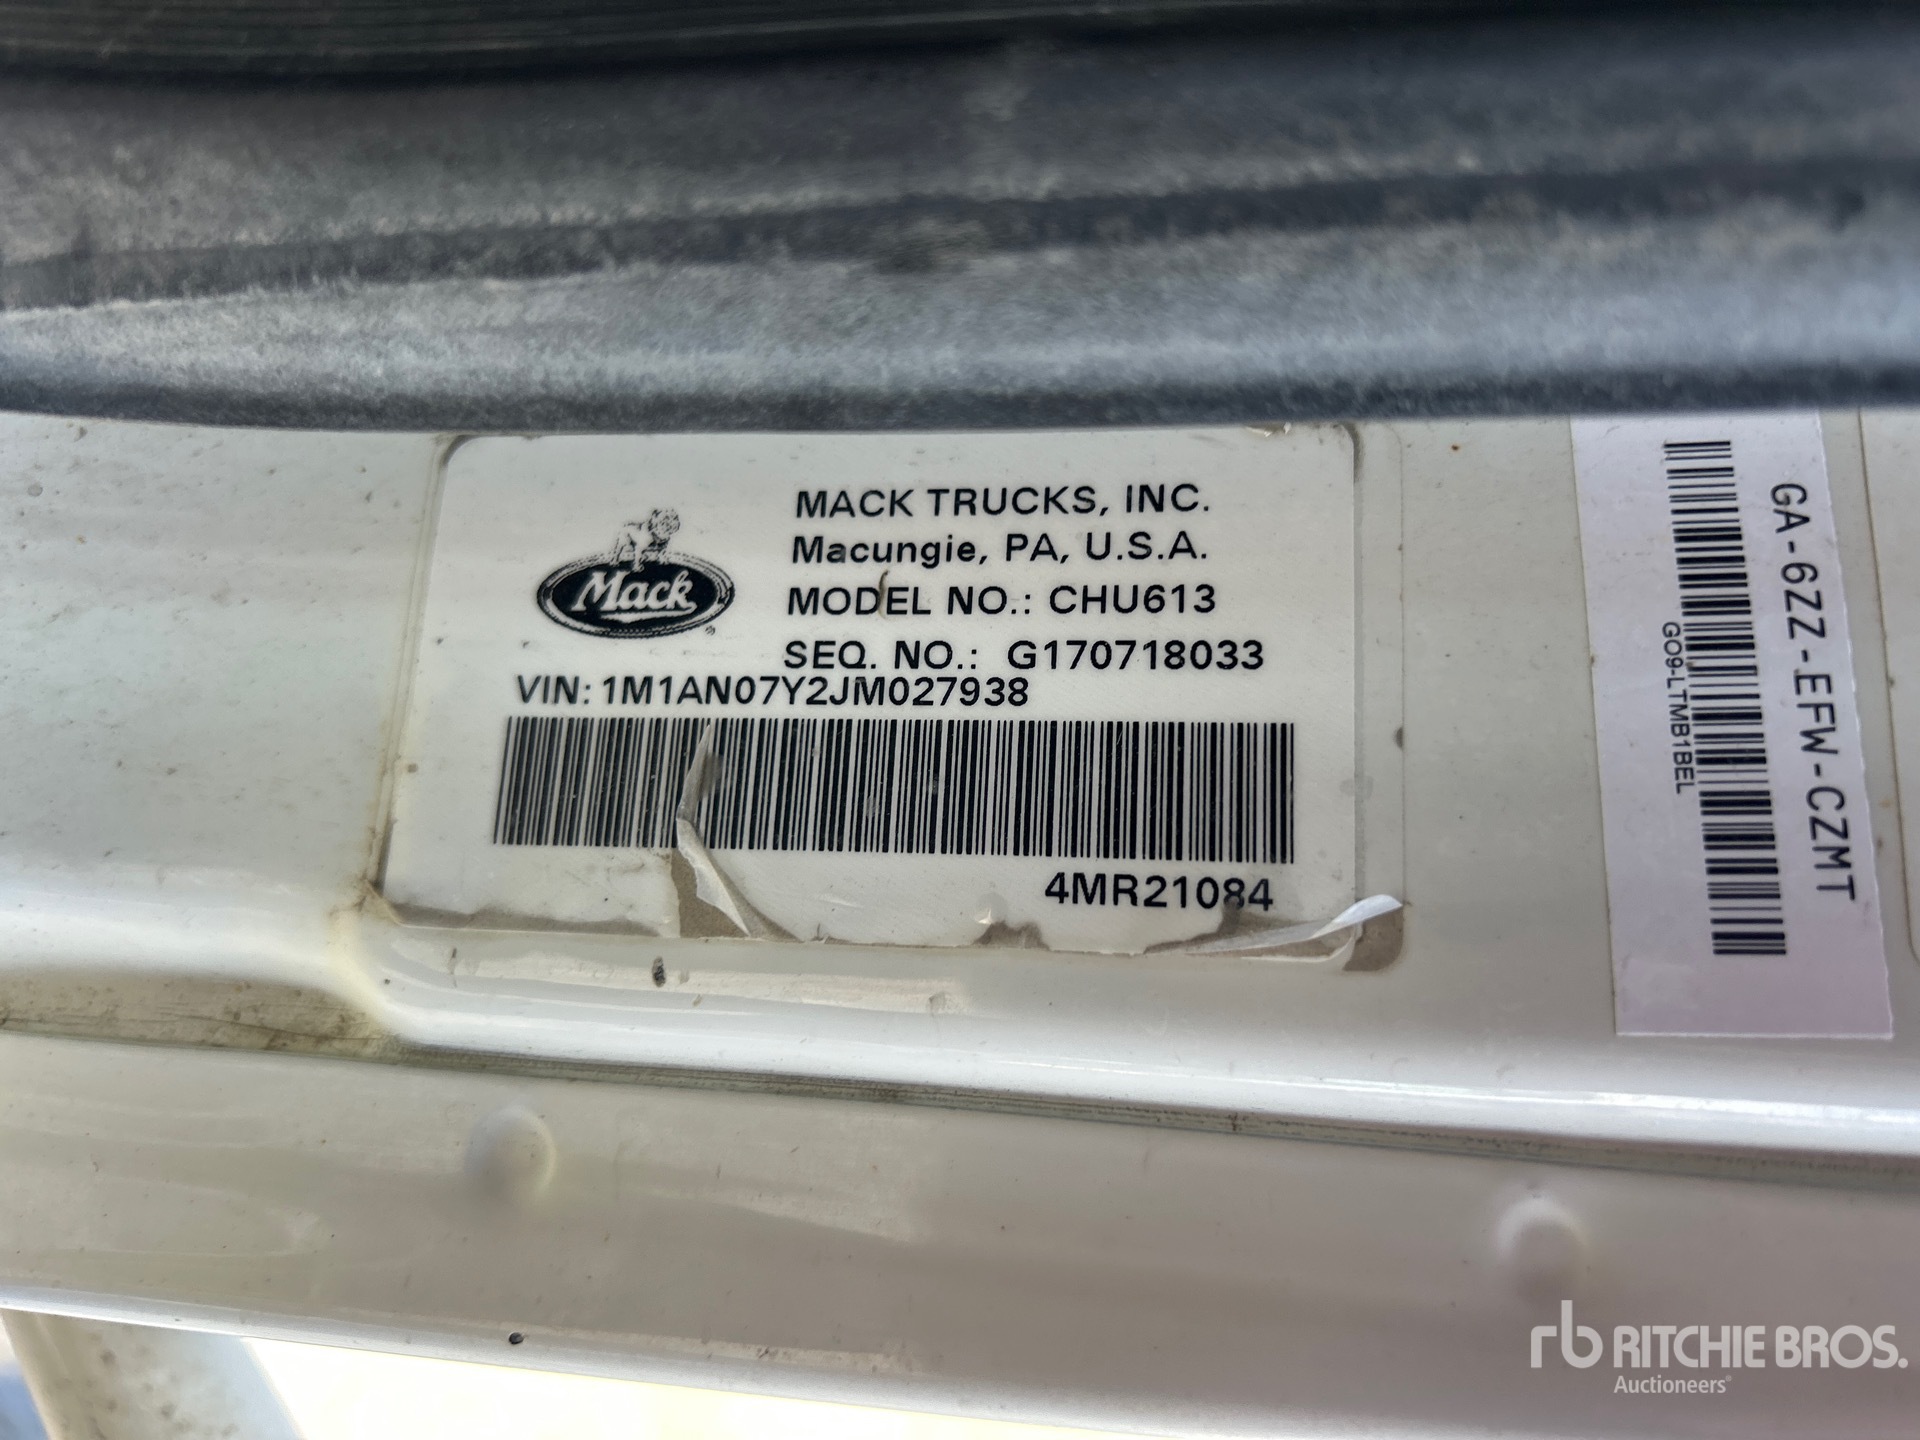 MACK TRUCKS, INC.
Macungie, PA, U.S.A.
MODEL NO.: CHU613
SEQ. NO.: G170718033
VIN: 1M1AN07Y2JM027938
4MR21084
Mack
GA-6ZZ-EFW-CZMT
GO9-LTMB1BEL
rb RITCHIE BROS.
Auctioneers